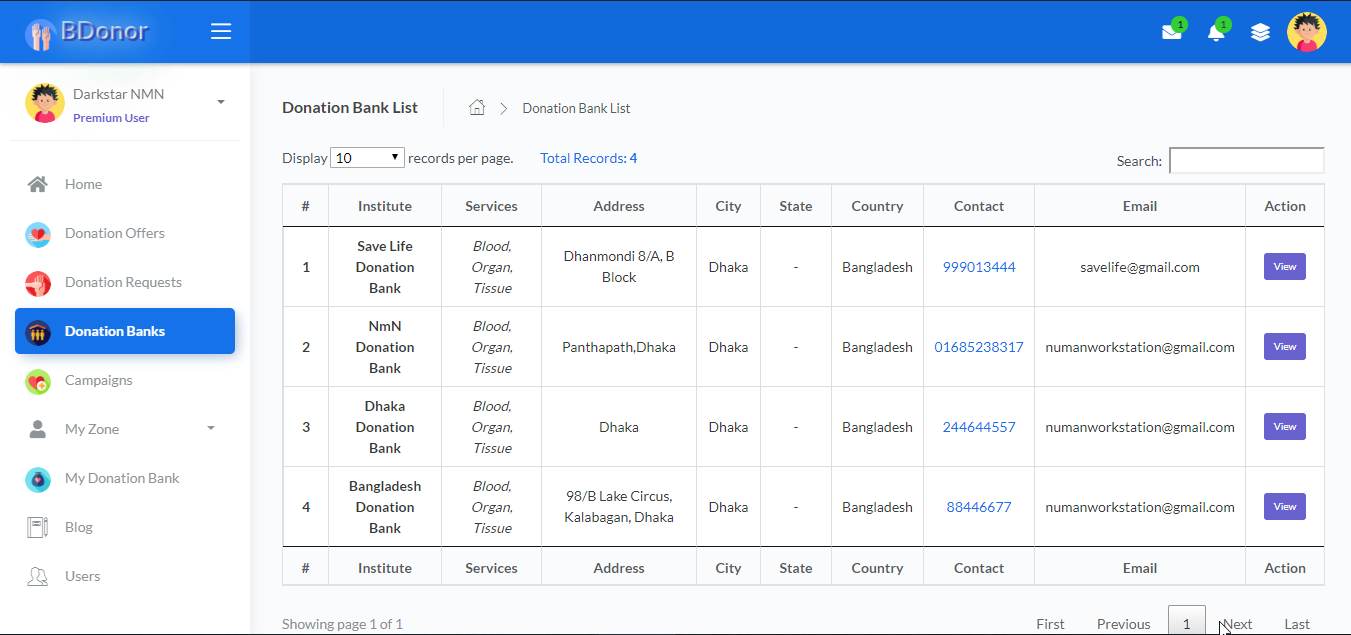 BDonor
1
1
Darkstar NMN
Premium User
Home
Donation Offers
Donation Requests
Donation Banks
Campaigns
My Zone
My Donation Bank
Blog
Users
Donation Bank List
Donation Bank List
Display 10 records per page. Total Records: 4
Search:
# Institute Services Address City State Country Contact Email Action
1 Save Life Donation Bank Blood, Organ, Tissue Dhanmondi 8/A, B Block Dhaka - Bangladesh 999013444 savelife@gmail.com View
2 NmN Donation Bank Blood, Organ, Tissue Panthapath,Dhaka Dhaka - Bangladesh 01685238317 numanworkstation@gmail.com View
3 Dhaka Donation Bank Blood, Organ, Tissue Dhaka Dhaka - Bangladesh 244644557 numanworkstation@gmail.com View
4 Bangladesh Donation Bank Blood, Organ, Tissue 98/B Lake Circus, Kalabagan, Dhaka Dhaka - Bangladesh 88446677 numanworkstation@gmail.com View
# Institute Services Address City State Country Contact Email Action
Showing page 1 of 1
First Previous 1 Next Last